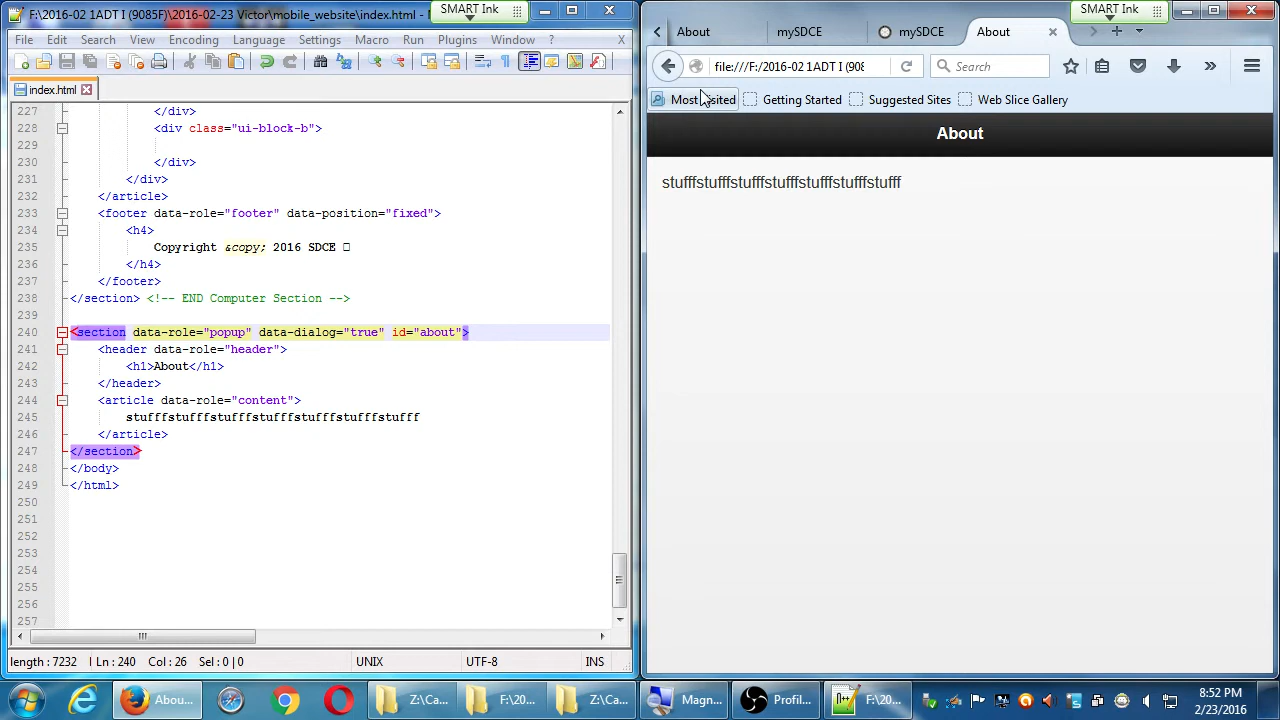 F:\2016-02 1ADT I (9085F)\2016-02-23 Victor\mobile_website\index.html - N
SMART Ink
File Edit Search View Encoding Language Settings Macro Run Plugins Window ? X
index.html
227 </div>
228 <div class="ui-block-b">
229
230 </div>
231 </div>
232 </article>
233 <footer data-role="footer" data-position="fixed">
234 <h4>
235 Copyright &copy; 2016 SDCE
236 </h4>
237 </footer>
238 </section> <!-- END Computer Section -->
239
240 <section data-role="popup" data-dialog="true" id="about">
241 <header data-role="header">
242 <h1>About</h1>
243 </header>
244 <article data-role="content">
245 stufffstufffstufffstufffstufffstufffstufff
246 </article>
247 </section>
248 </body>
249 </html>
250
251
252
253
254
255
256
257
length : 7232 Ln : 240 Col : 26 Sel : 0 | 0 UNIX UTF-8 INS
SMART Ink
About mySDCE mySDCE About
file:///F:/2016-02 1ADT I (908 Search
Most Visited Getting Started Suggested Sites Web Slice Gallery
About
stufffstufffstufffstufffstufffstufffstufff
Abou... Z:\Ca... F:\20... Z:\Ca... Magn... Profil... F:\20...
8:52 PM
2/23/2016